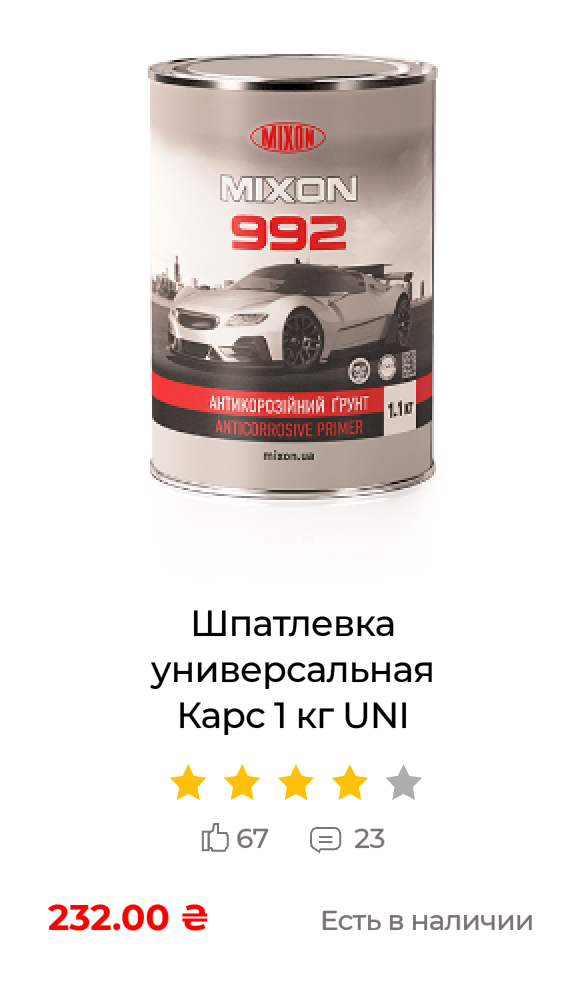 MIXON
MIXON
992
АНТИКОРОЗІЙНИЙ ҐРУНТ
1.1 кг
ANTICORROSIVE PRIMER
mixon.ua
Шпатлевка
универсальная
Карс 1 кг UNI
67 23
232.00 ₴ Есть в наличии